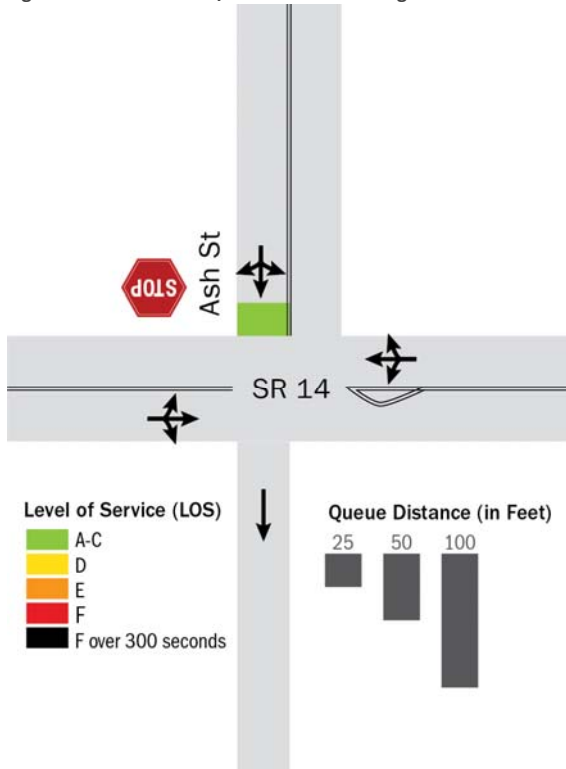 Ash St
STOP
SR 14
Level of Service (LOS)
A-C
D
E
F
F over 300 seconds
Queue Distance (in Feet)
25 50 100